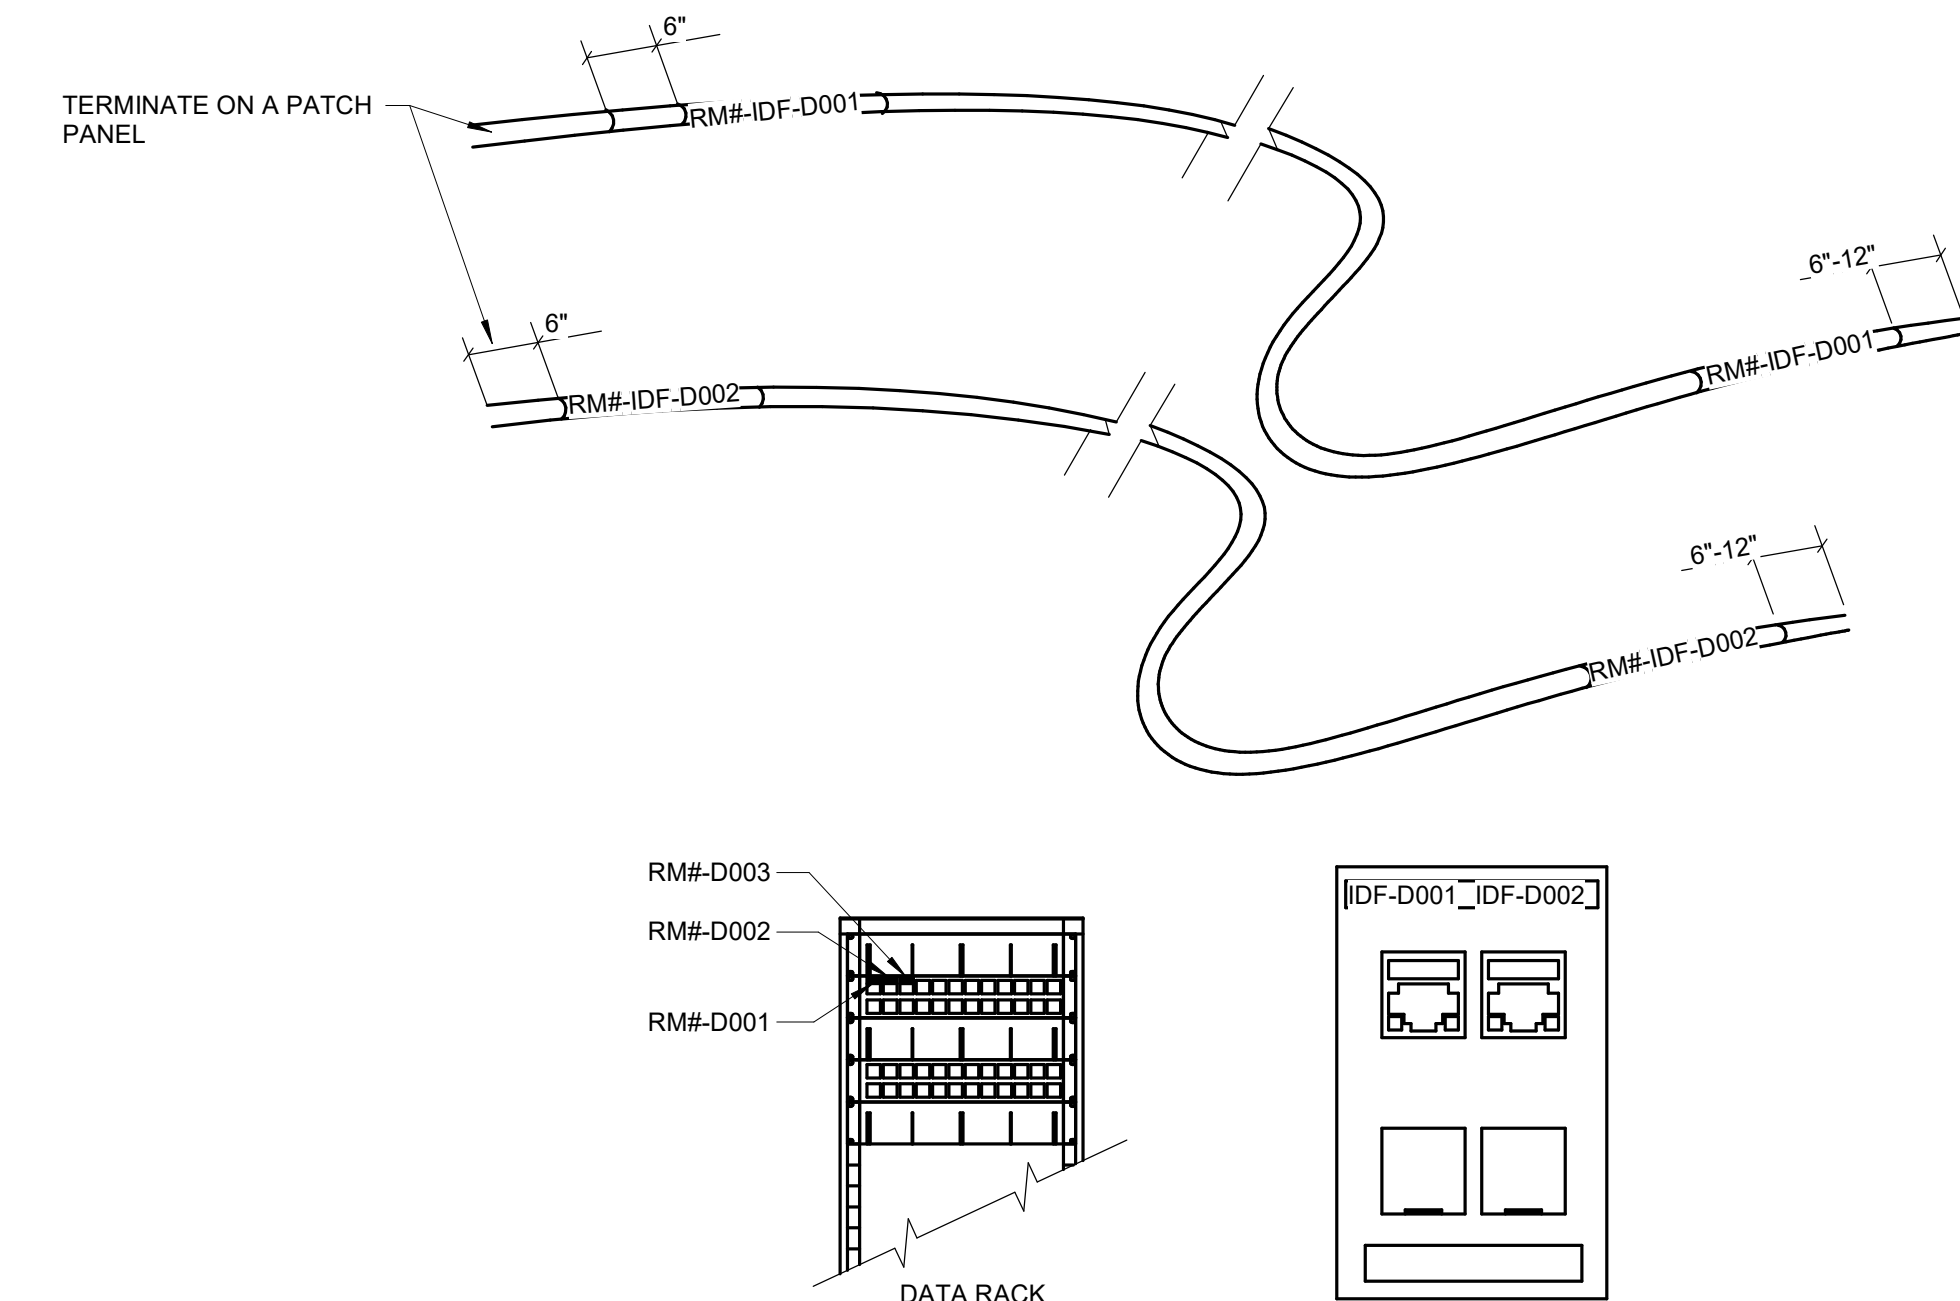 6"
TERMINATE ON A PATCH
PANEL
RM#-IDF-D001
6"-12"
6"
RM#-IDF-D001
RM#-IDF-D002
6"-12"
RM#-IDF-D002
RM#-D003
IDF-D001 IDF-D002
RM#-D002
RM#-D001
DATA RACK